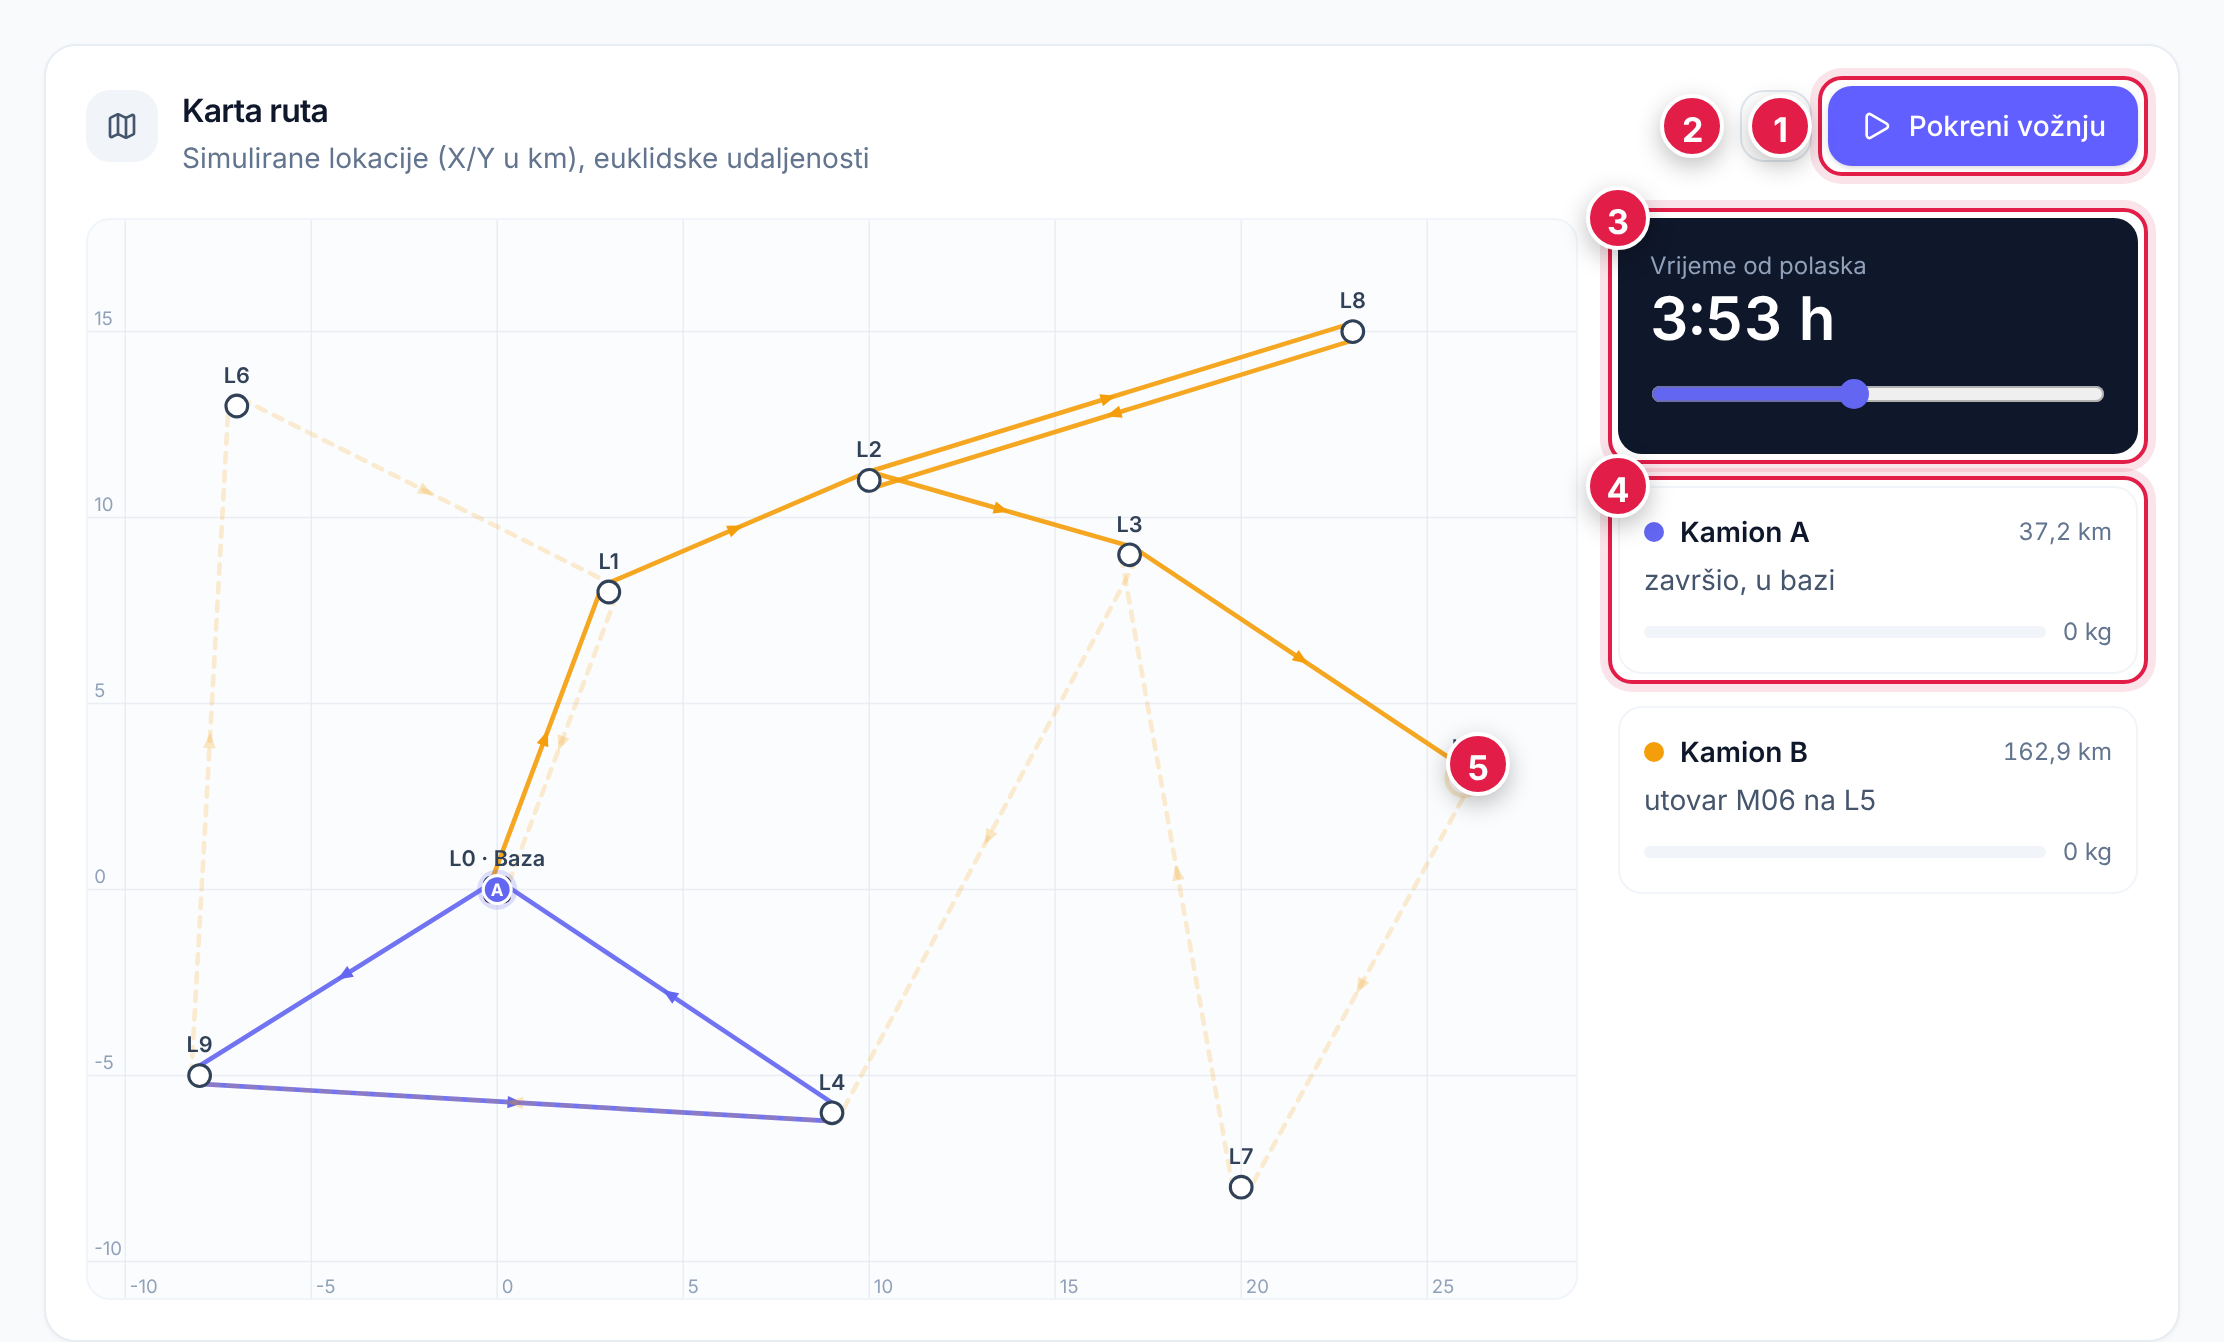 Karta ruta
Simulirane lokacije (X/Y u km), euklidske udaljenosti
2
1
Pokreni vožnju
3
Vrijeme od polaska
3:53 h
4
Kamion A
37,2 km
završio, u bazi
0 kg
Kamion B
162,9 km
utovar M06 na L5
0 kg
15
L8
L6
L2
10
L3
L1
5
5
L0 · Baza
0
A
L9
-5
L4
L7
-10
-10
-5
0
5
10
15
20
25